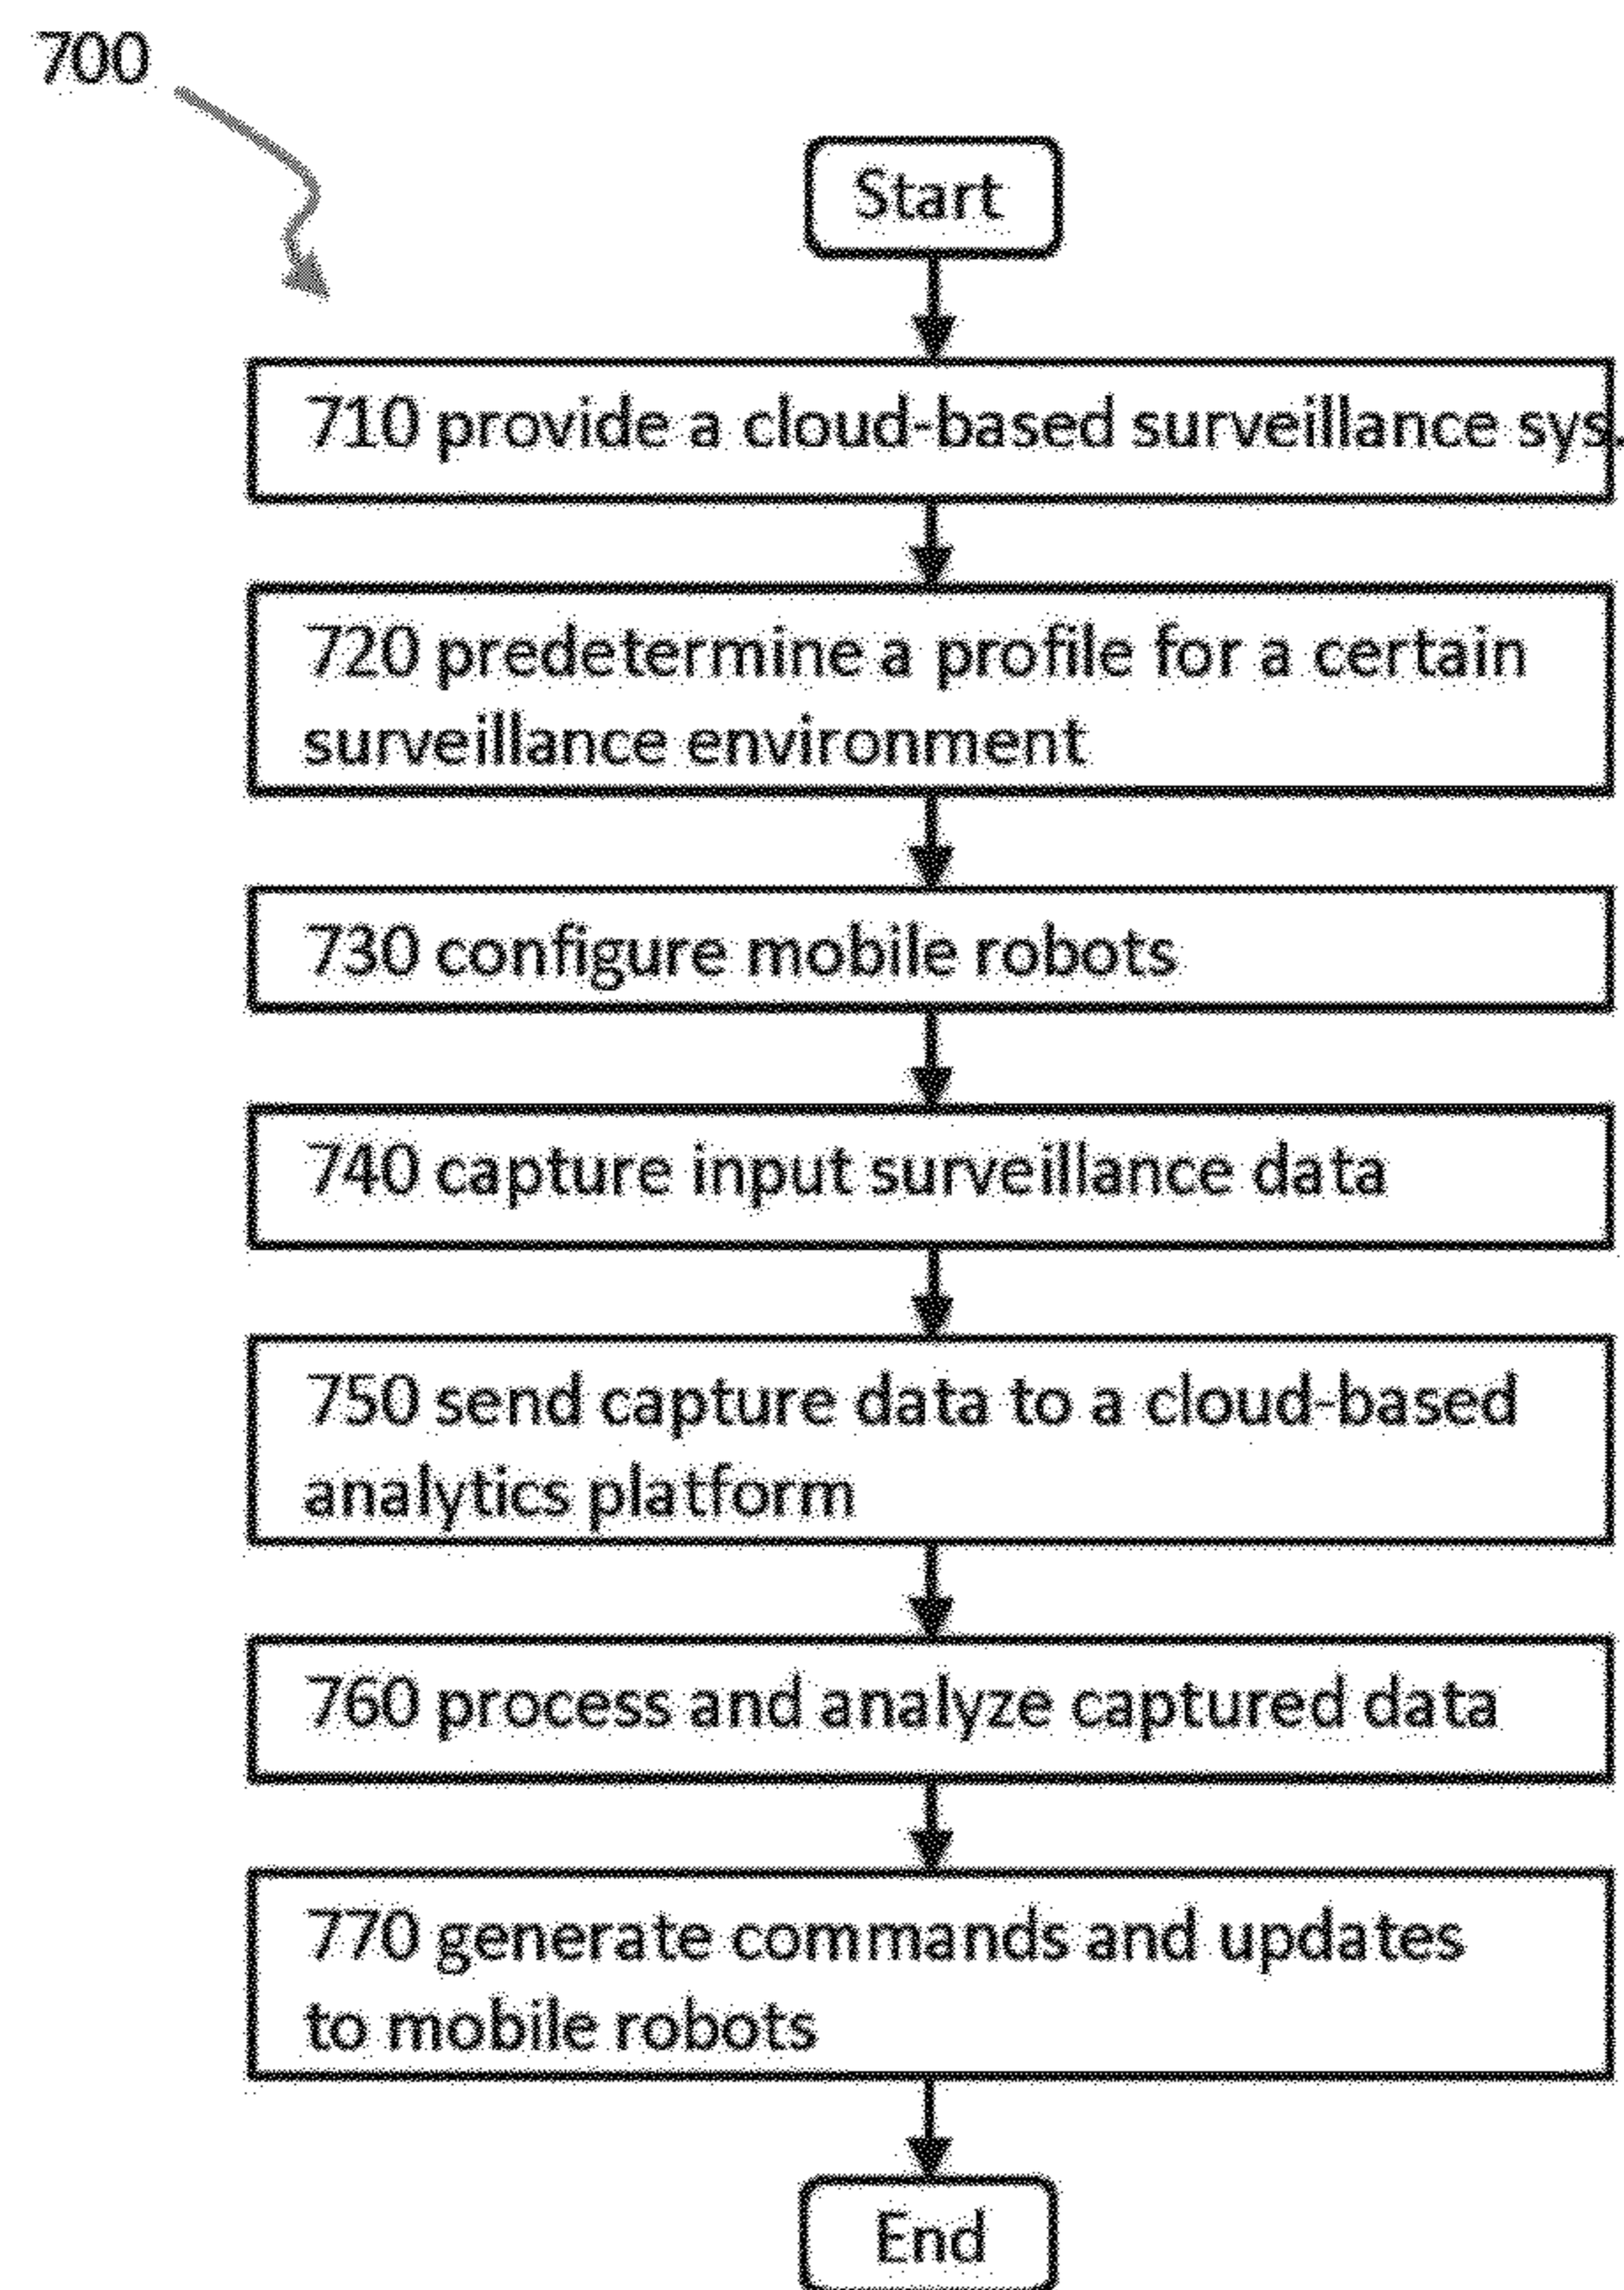 700
Start
710 provide a cloud-based surveillance sys.
720 predetermine a profile for a certain
surveillance environment
730 configure mobile robots
740 capture input surveillance data
750 send capture data to a cloud-based
analytics platform
760 process and analyze captured data
770 generate commands and updates
to mobile robots
End